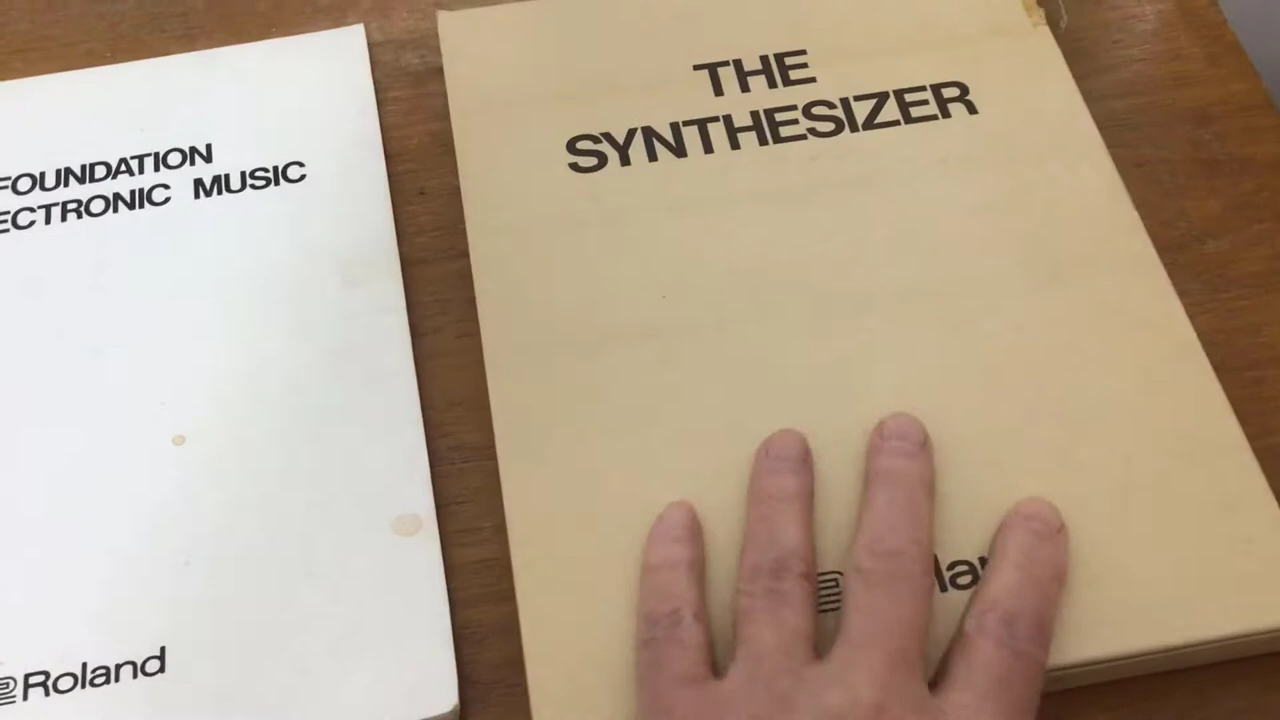 FOUNDATION
ECTRONIC MUSIC
Roland
THE
SYNTHESIZER